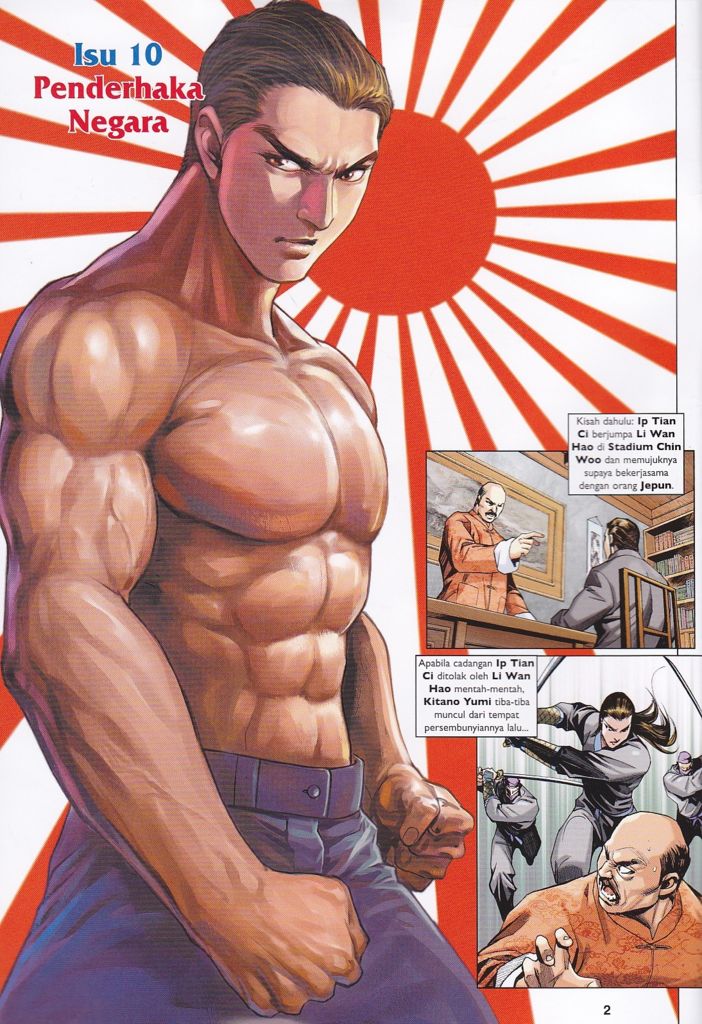 Isu 10
Penderhaka
Negara
Kisah dahulu: Ip Tian
Ci berjumpa Li Wan
Hao di Stadium Chin
Woo dan memujuknya
supaya bekerjasama
dengan orang Jepun.
Apabila cadangan Ip Tian
Ci ditolak oleh Li Wan
Hao mentah-mentah,
Kitano Yumi tiba-tiba
muncul dari tempat
persembunyiannya lalu...
2